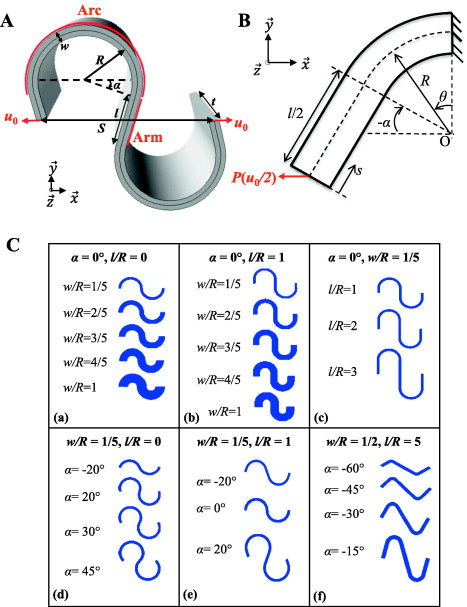 A
Arc
w
R
α
l
t
u₀
S
u₀
Arm
y⃗
z⃗
x⃗
B
y⃗
z⃗
x⃗
l/2
R
θ
-α
O
s
P(u₀/2)
C
α = 0°, l/R = 0
w/R=1/5
w/R=2/5
w/R=3/5
w/R=4/5
w/R=1
(a)
α = 0°, l/R = 1
w/R=1/5
w/R=2/5
w/R=3/5
w/R=4/5
w/R=1
(b)
α = 0°, w/R = 1/5
l/R=1
l/R=2
l/R=3
(c)
w/R = 1/5, l/R = 0
α= -20°
α= 20°
α= 30°
α= 45°
(d)
w/R = 1/5, l/R = 1
α= -20°
α= 0°
α= 20°
(e)
w/R = 1/2, l/R = 5
α= -60°
α= -45°
α= -30°
α= -15°
(f)